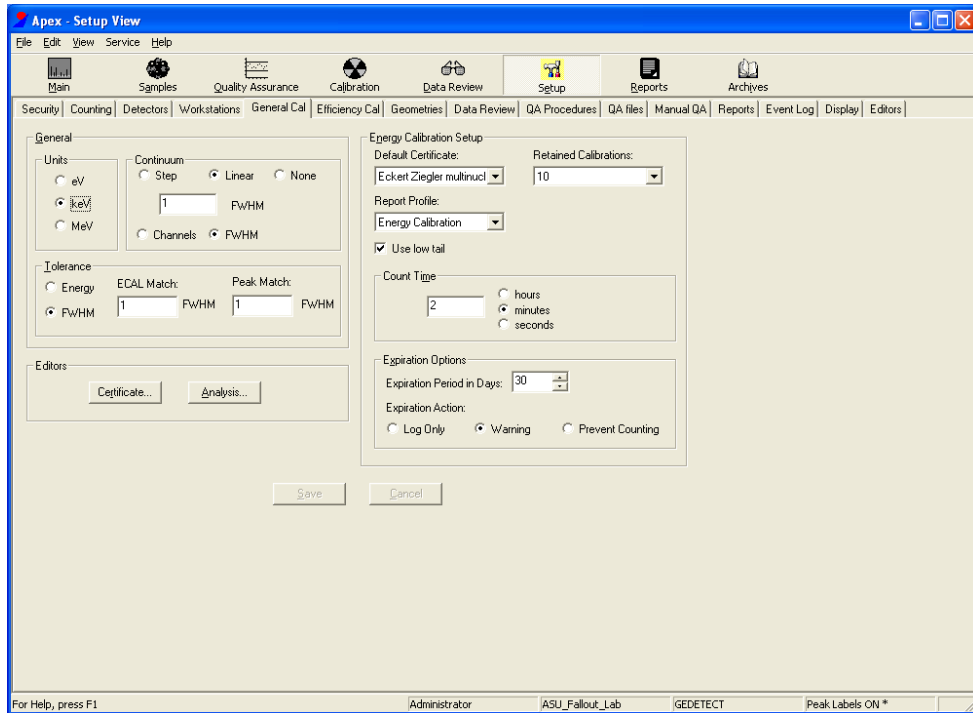 Apex - Setup View
File Edit View Service Help
Main Samples Quality Assurance Calibration Data Review Setup Reports Archives
Security Counting Detectors Workstations General Cal Efficiency Cal Geometries Data Review QA Procedures QA files Manual QA Reports Event Log Display Editors
General
Units
eV
keV
MeV
Continuum
Step Linear None
1 FWHM
Channels FWHM
Tolerance
Energy
FWHM
ECAL Match:
1 FWHM
Peak Match:
1 FWHM
Editors
Certificate... Analysis...
Energy Calibration Setup
Default Certificate:
Eckert Ziegler multinucl
Retained Calibrations:
10
Report Profile:
Energy Calibration
Use low tail
Count Time
2
hours
minutes
seconds
Expiration Options
Expiration Period in Days: 30
Expiration Action:
Log Only Warning Prevent Counting
Save Cancel
For Help, press F1 Administrator ASU_Fallout_Lab GEDETECT Peak Labels ON *